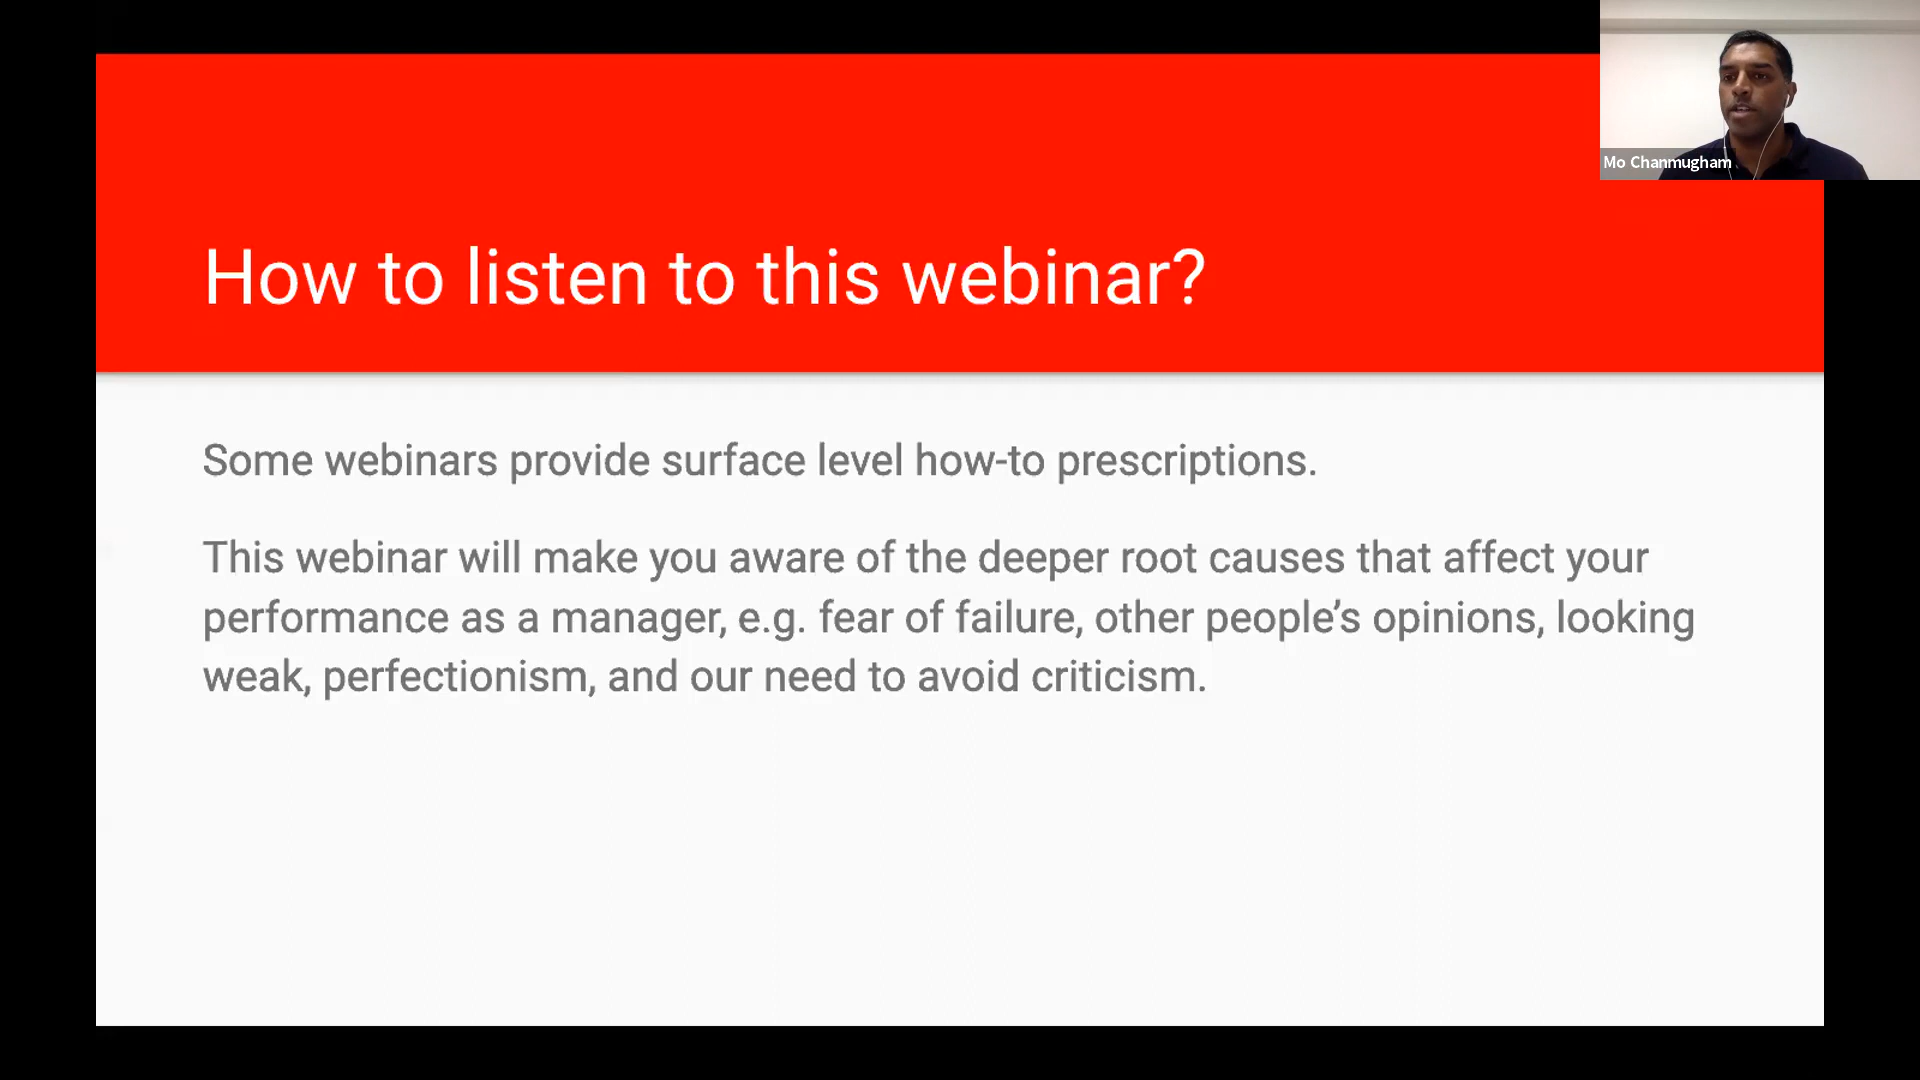 Mo Chanmugham
How to listen to this webinar?
Some webinars provide surface level how-to prescriptions.
This webinar will make you aware of the deeper root causes that affect your
performance as a manager, e.g. fear of failure, other people’s opinions, looking
weak, perfectionism, and our need to avoid criticism.